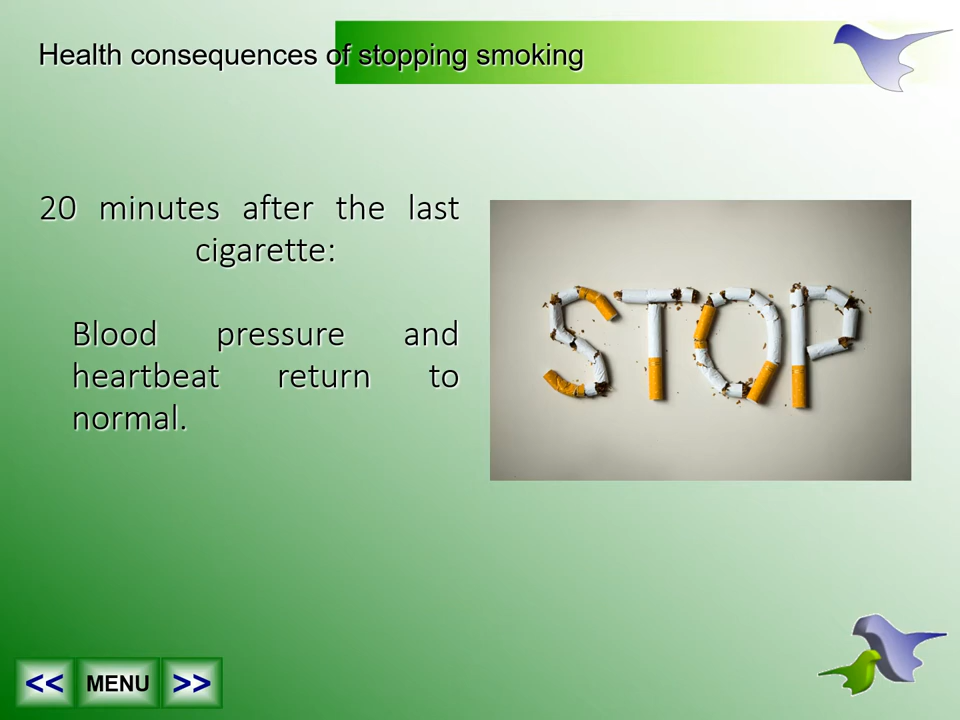 Health consequences of stopping smoking
20 minutes after the last
cigarette:
Blood pressure and
heartbeat return to
normal.
STOP
<< MENU >>